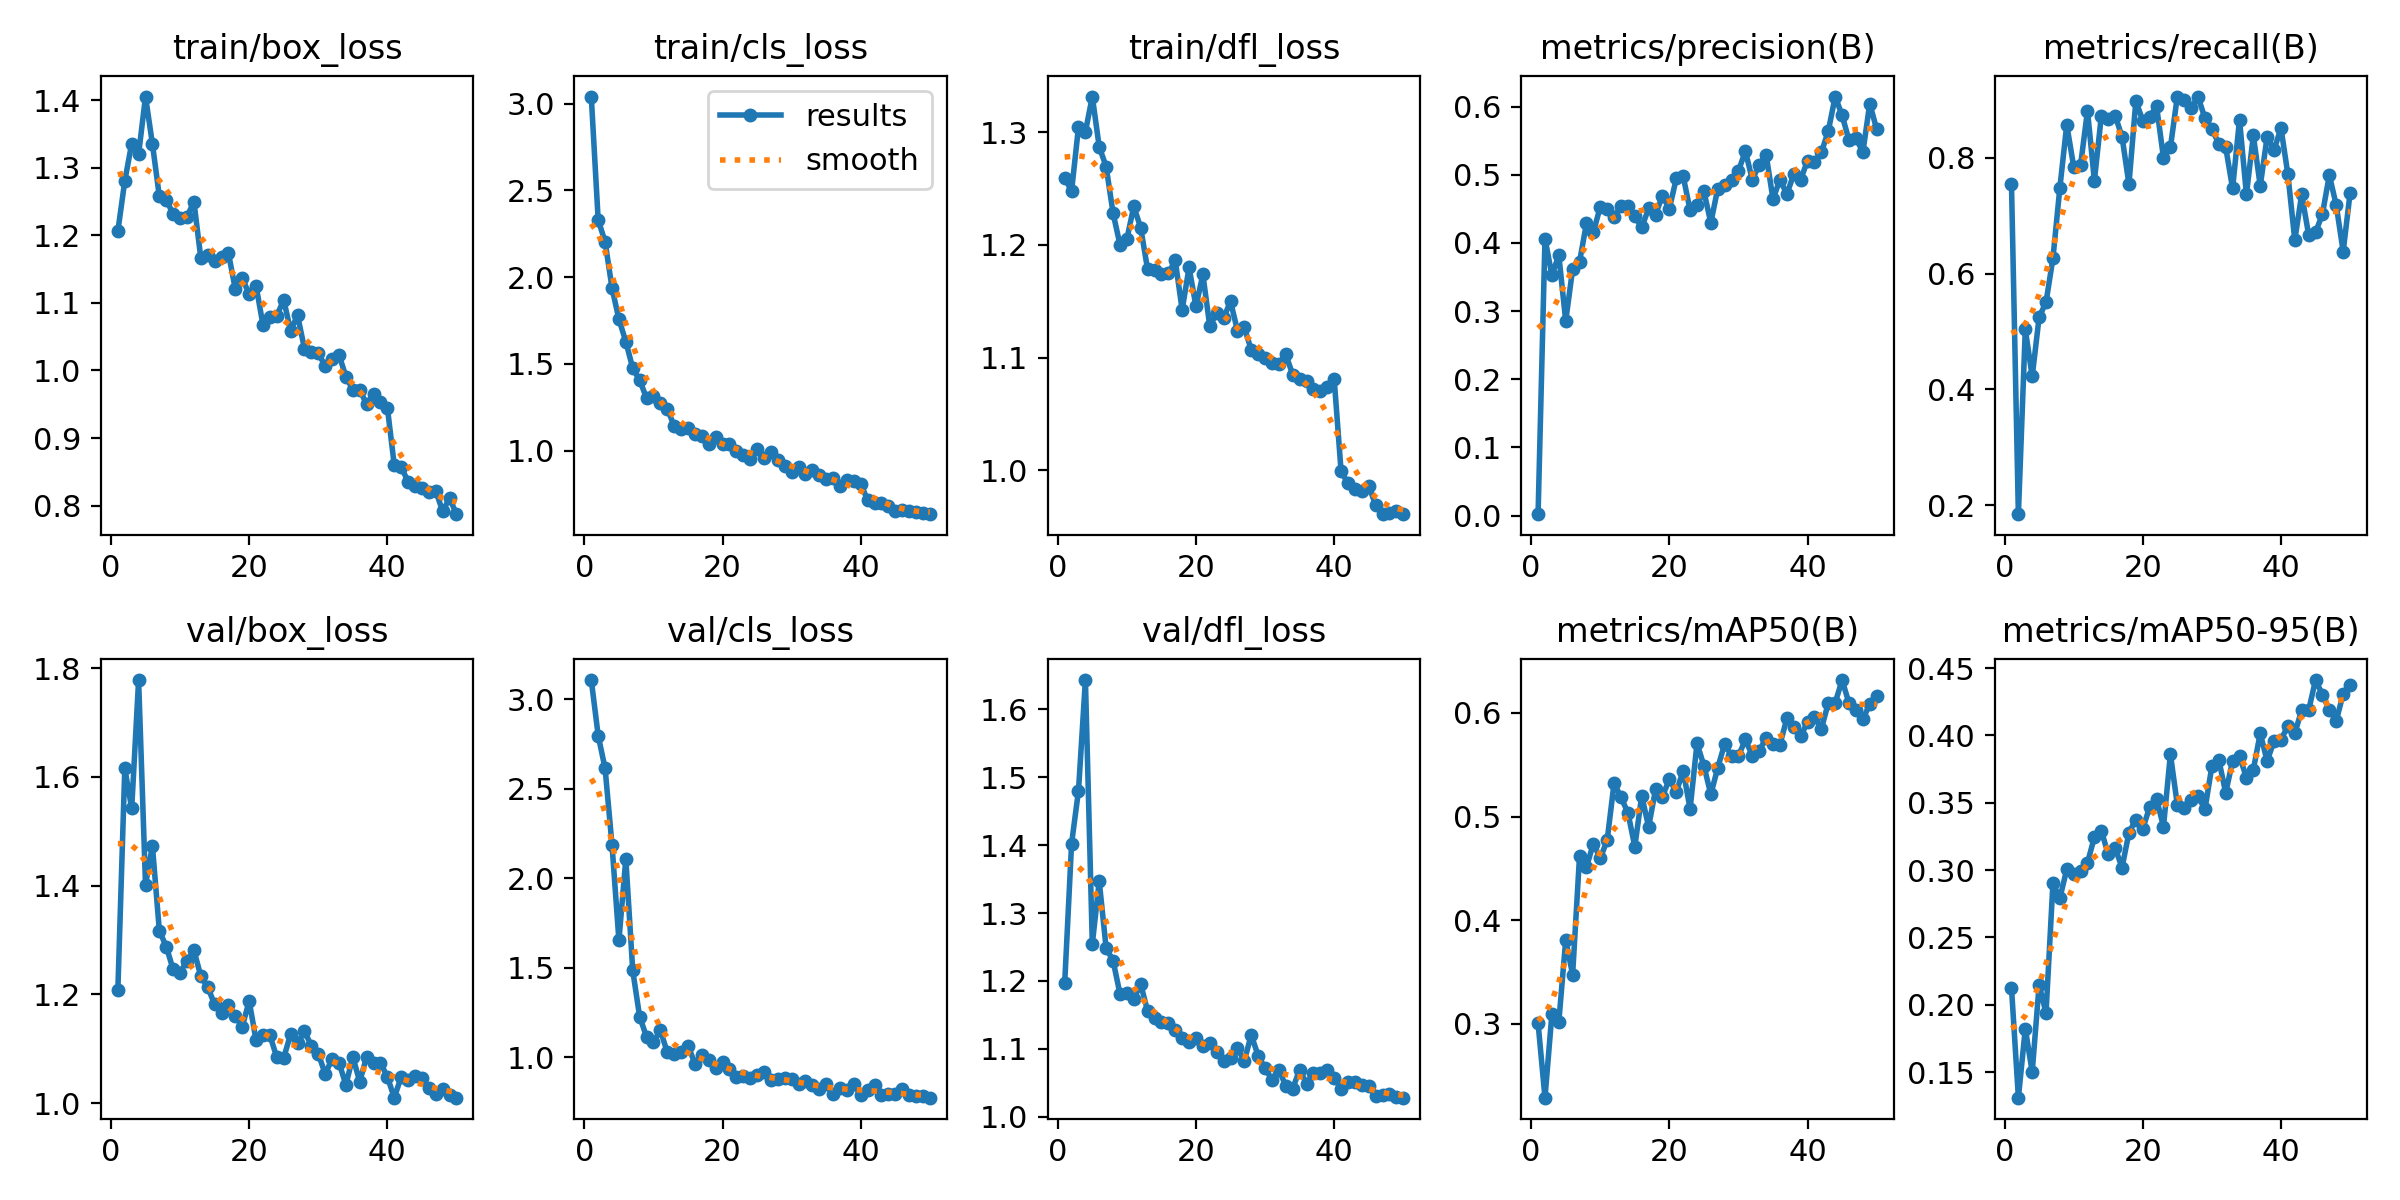 train/box_loss
1.4
1.3
1.2
1.1
1.0
0.9
0.8
0 20 40
train/cls_loss
results
smooth
3.0
2.5
2.0
1.5
1.0
0 20 40
train/dfl_loss
1.3
1.2
1.1
1.0
0 20 40
metrics/precision(B)
0.6
0.5
0.4
0.3
0.2
0.1
0.0
0 20 40
metrics/recall(B)
0.8
0.6
0.4
0.2
0 20 40
val/box_loss
1.8
1.6
1.4
1.2
1.0
0 20 40
val/cls_loss
3.0
2.5
2.0
1.5
1.0
0 20 40
val/dfl_loss
1.6
1.5
1.4
1.3
1.2
1.1
1.0
0 20 40
metrics/mAP50(B)
0.6
0.5
0.4
0.3
0 20 40
metrics/mAP50-95(B)
0.45
0.40
0.35
0.30
0.25
0.20
0.15
0 20 40